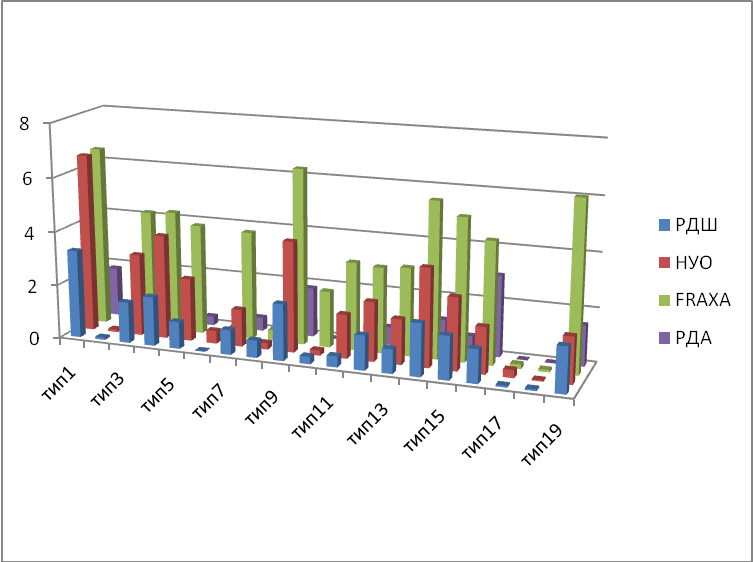 8
6
4
2
0
тип1
тип3
тип5
тип7
тип9
тип11
тип13
тип15
тип17
тип19
РДШ
НУО
FRAXA
РДА